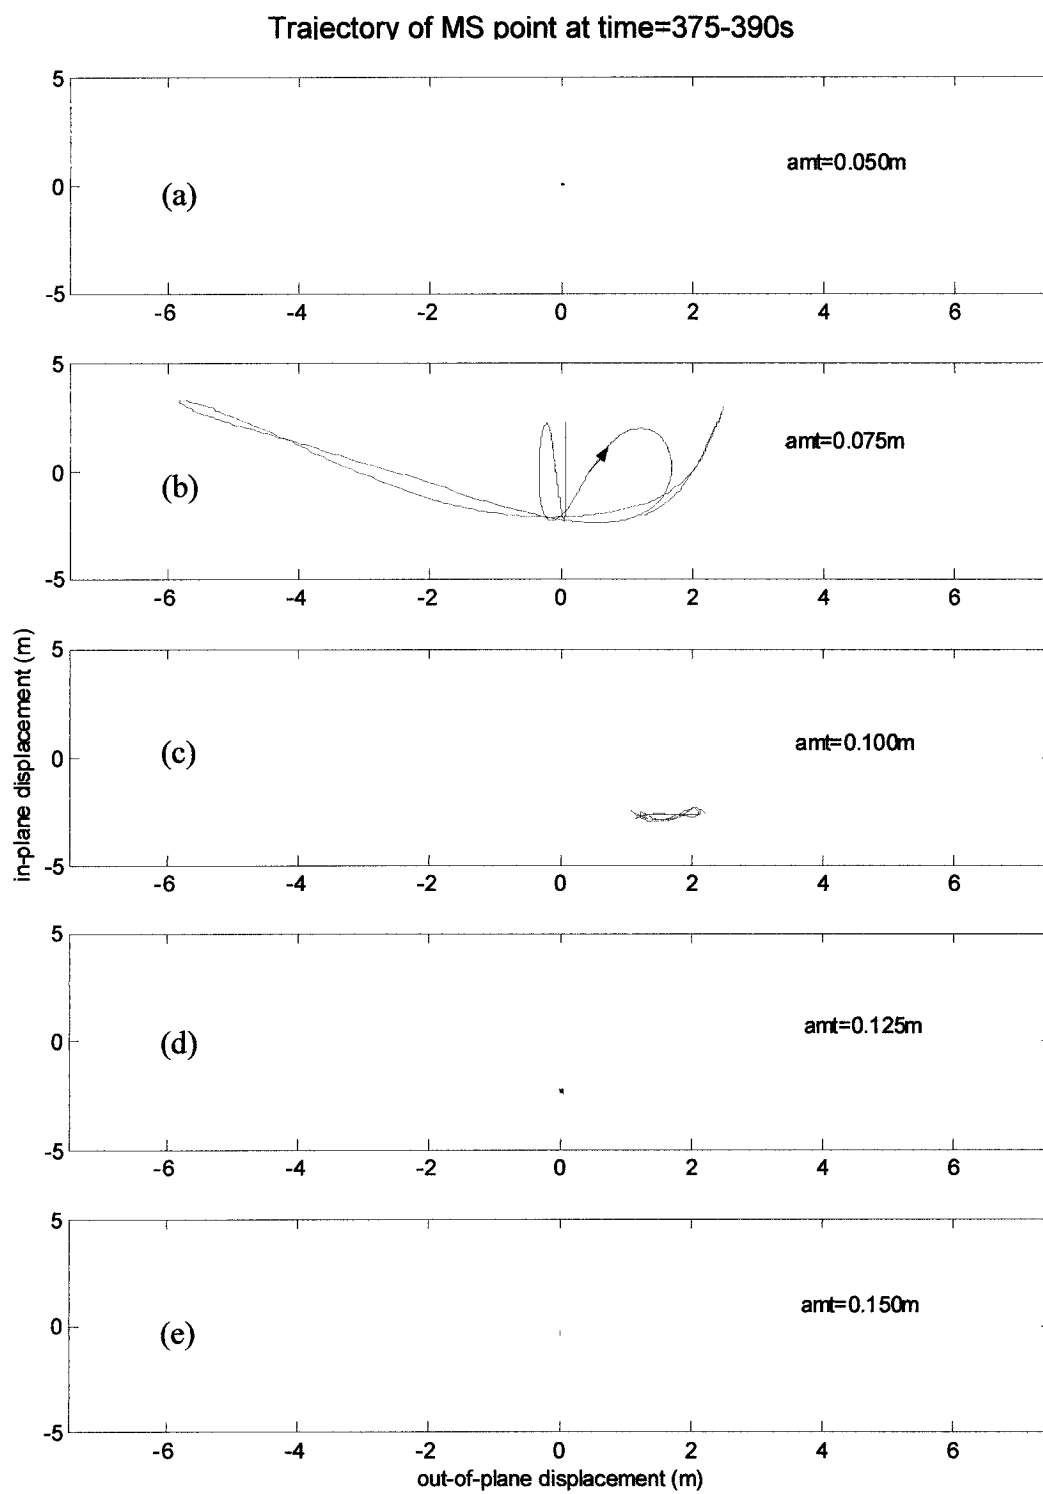 Trajectory of MS point at time=375-390s
5
amt=0.050m
0
(a)
-5
-6 -4 -2 0 2 4 6
5
amt=0.075m
0
(b)
-5
-6 -4 -2 0 2 4 6
in-plane displacement (m)
5
amt=0.100m
0
(c)
-5
-6 -4 -2 0 2 4 6
5
amt=0.125m
0
(d)
-5
-6 -4 -2 0 2 4 6
5
amt=0.150m
0
(e)
-5
-6 -4 -2 0 2 4 6
out-of-plane displacement (m)